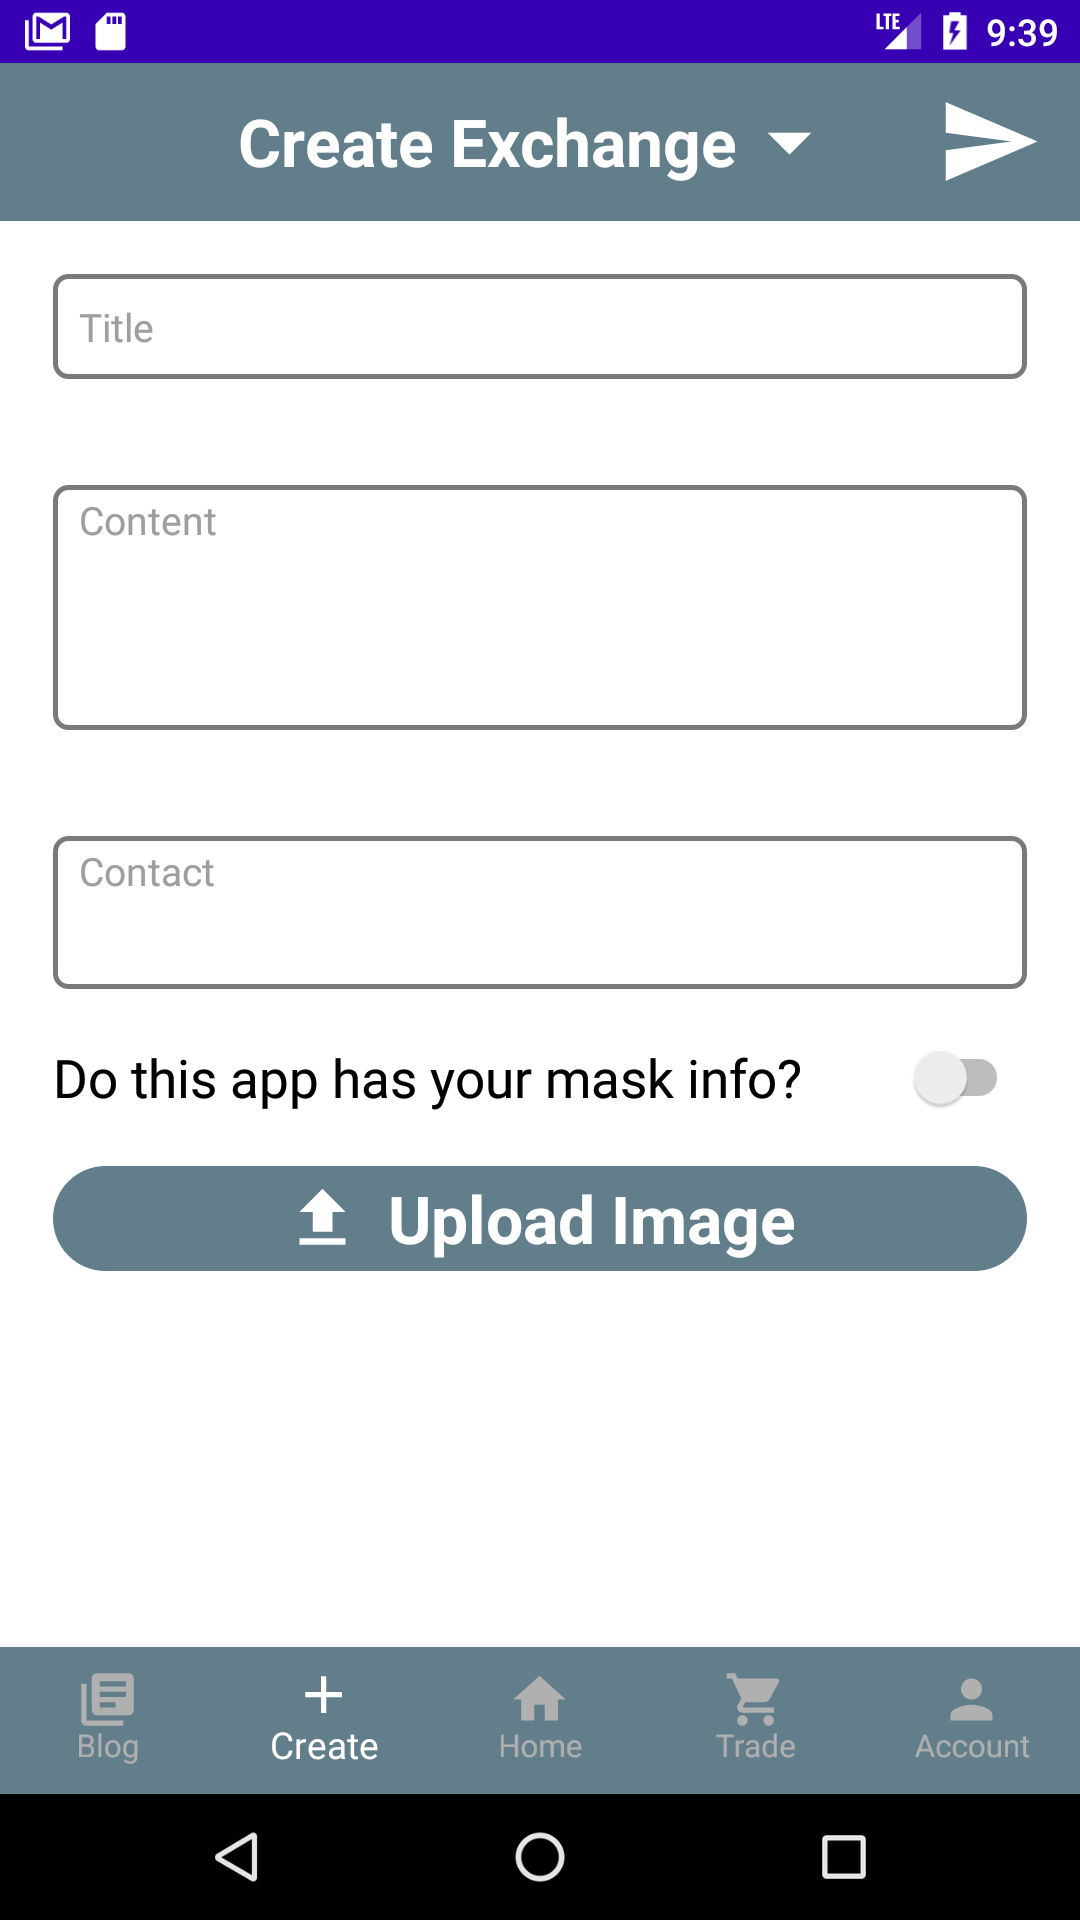 LTE 9:39
Create Exchange
Title
Content
Contact
Do this app has your mask info?
Upload Image
Blog Create Home Trade Account